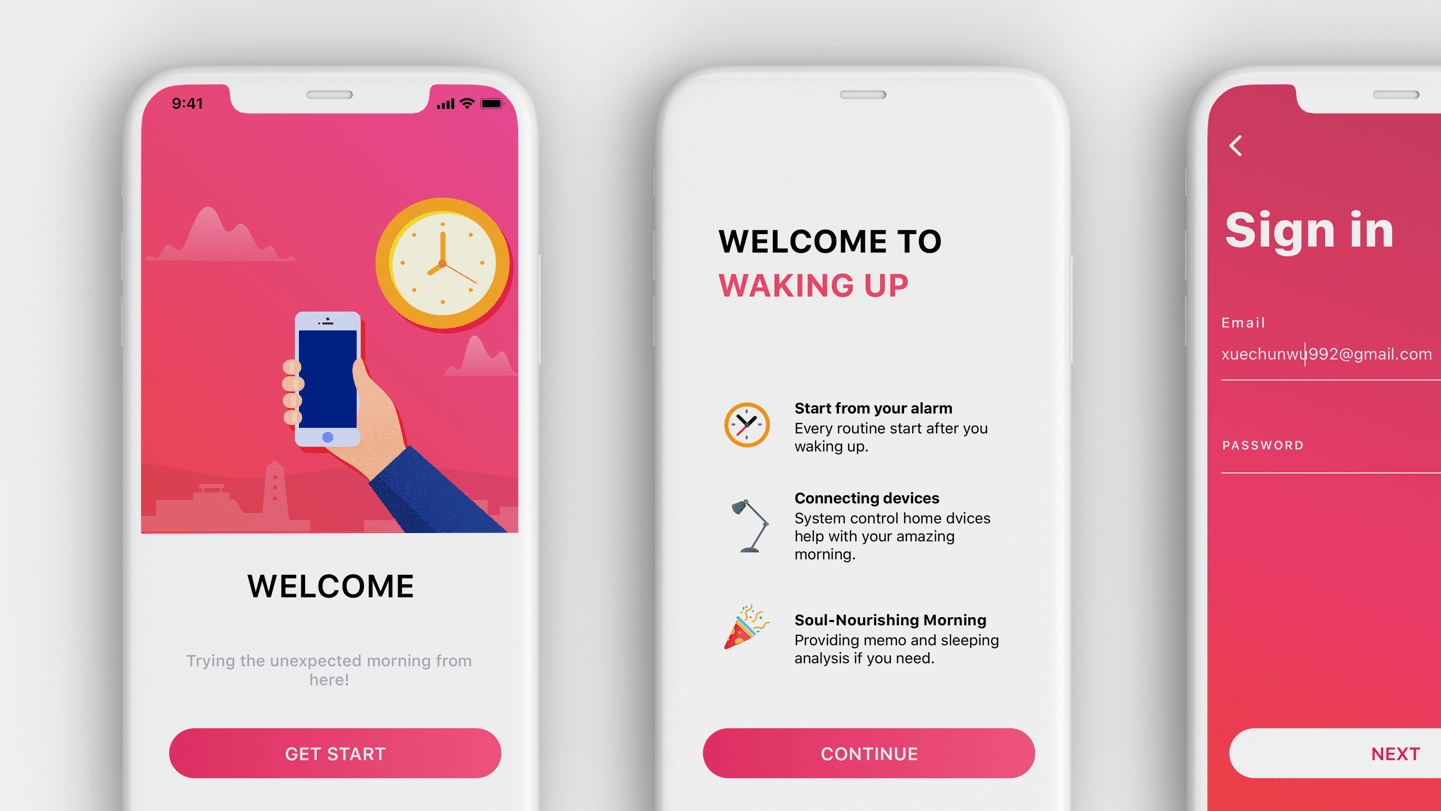 9:41
WELCOME
Trying the unexpected morning from
here!
GET START
WELCOME TO
WAKING UP
Start from your alarm
Every routine start after you
waking up.
Connecting devices
System control home dvices
help with your amazing
morning.
Soul-Nourishing Morning
Providing memo and sleeping
analysis if you need.
CONTINUE
Sign in
Email
xuechunwu992@gmail.com
PASSWORD
NEXT